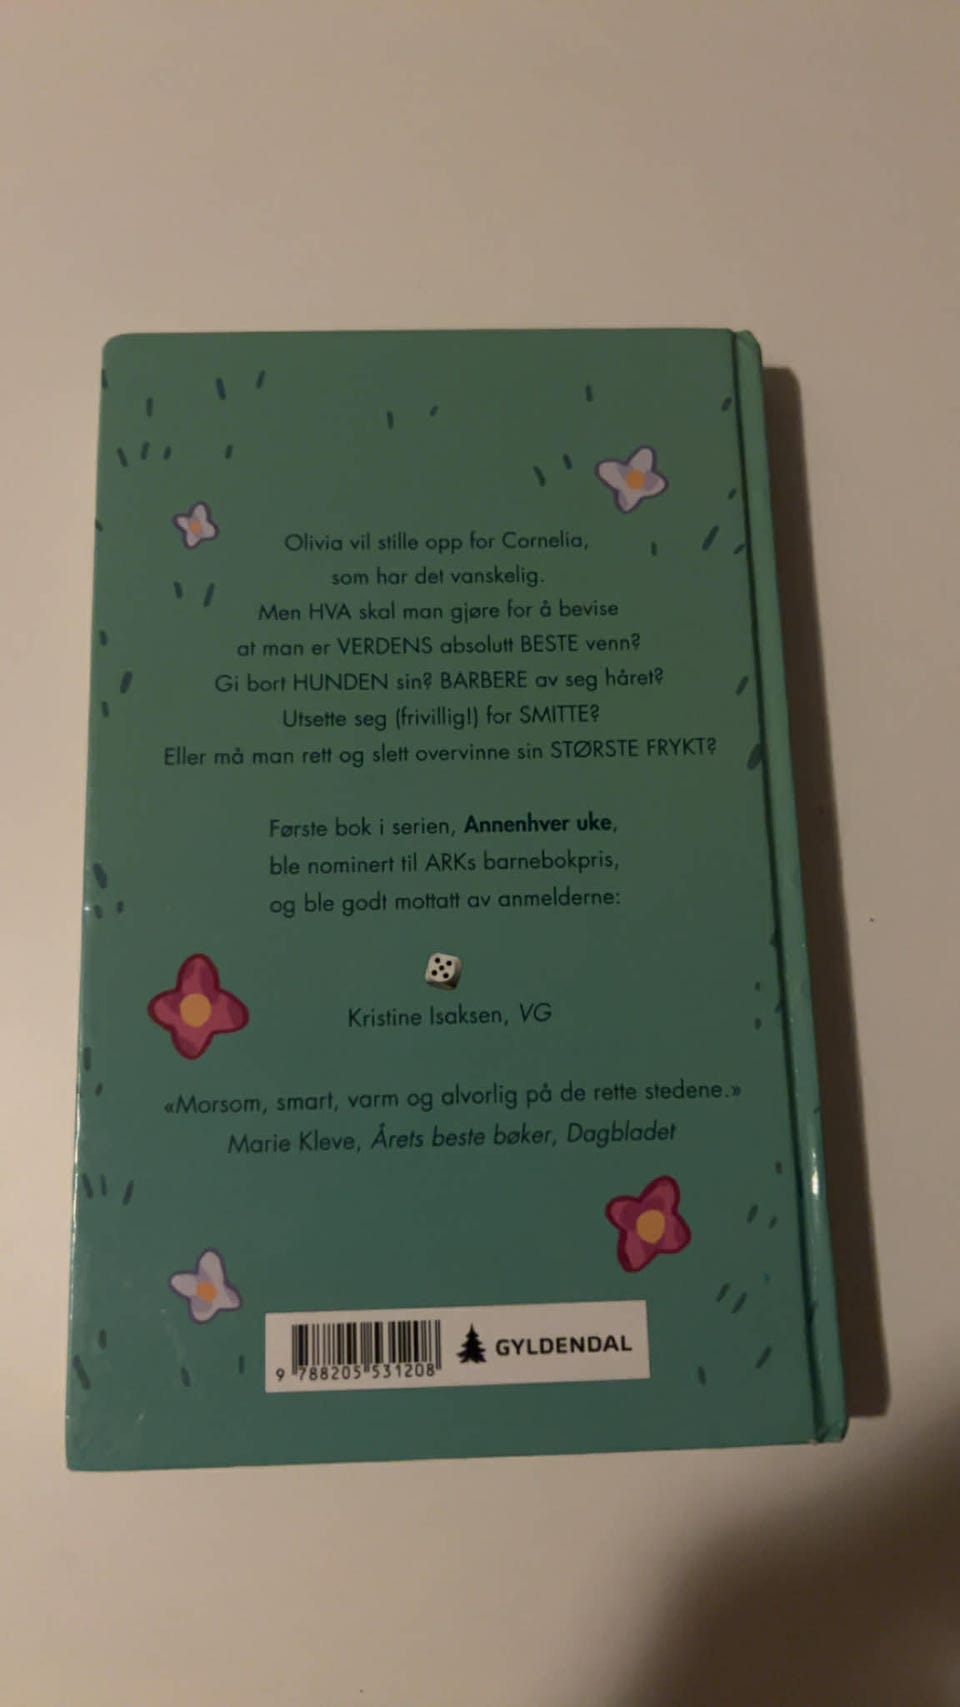 Olivia vil stille opp for Cornelia,
som har det vanskelig.
Men HVA skal man gjøre for å bevise
at man er VERDENS absolutt BESTE venn?
Gi bort HUNDEN sin? BARBERE av seg håret?
Utsette seg (frivillig!) for SMITTE?
Eller må man rett og slett overvinne sin STØRSTE FRYKT?
Første bok i serien, Annenhver uke,
ble nominert til ARKs barnebokpris,
og ble godt mottatt av anmelderne:
Kristine Isaksen, VG
«Morsom, smart, varm og alvorlig på de rette stedene.»
Marie Kleve, Årets beste bøker, Dagbladet
GYLDENDAL
9 788205 531208